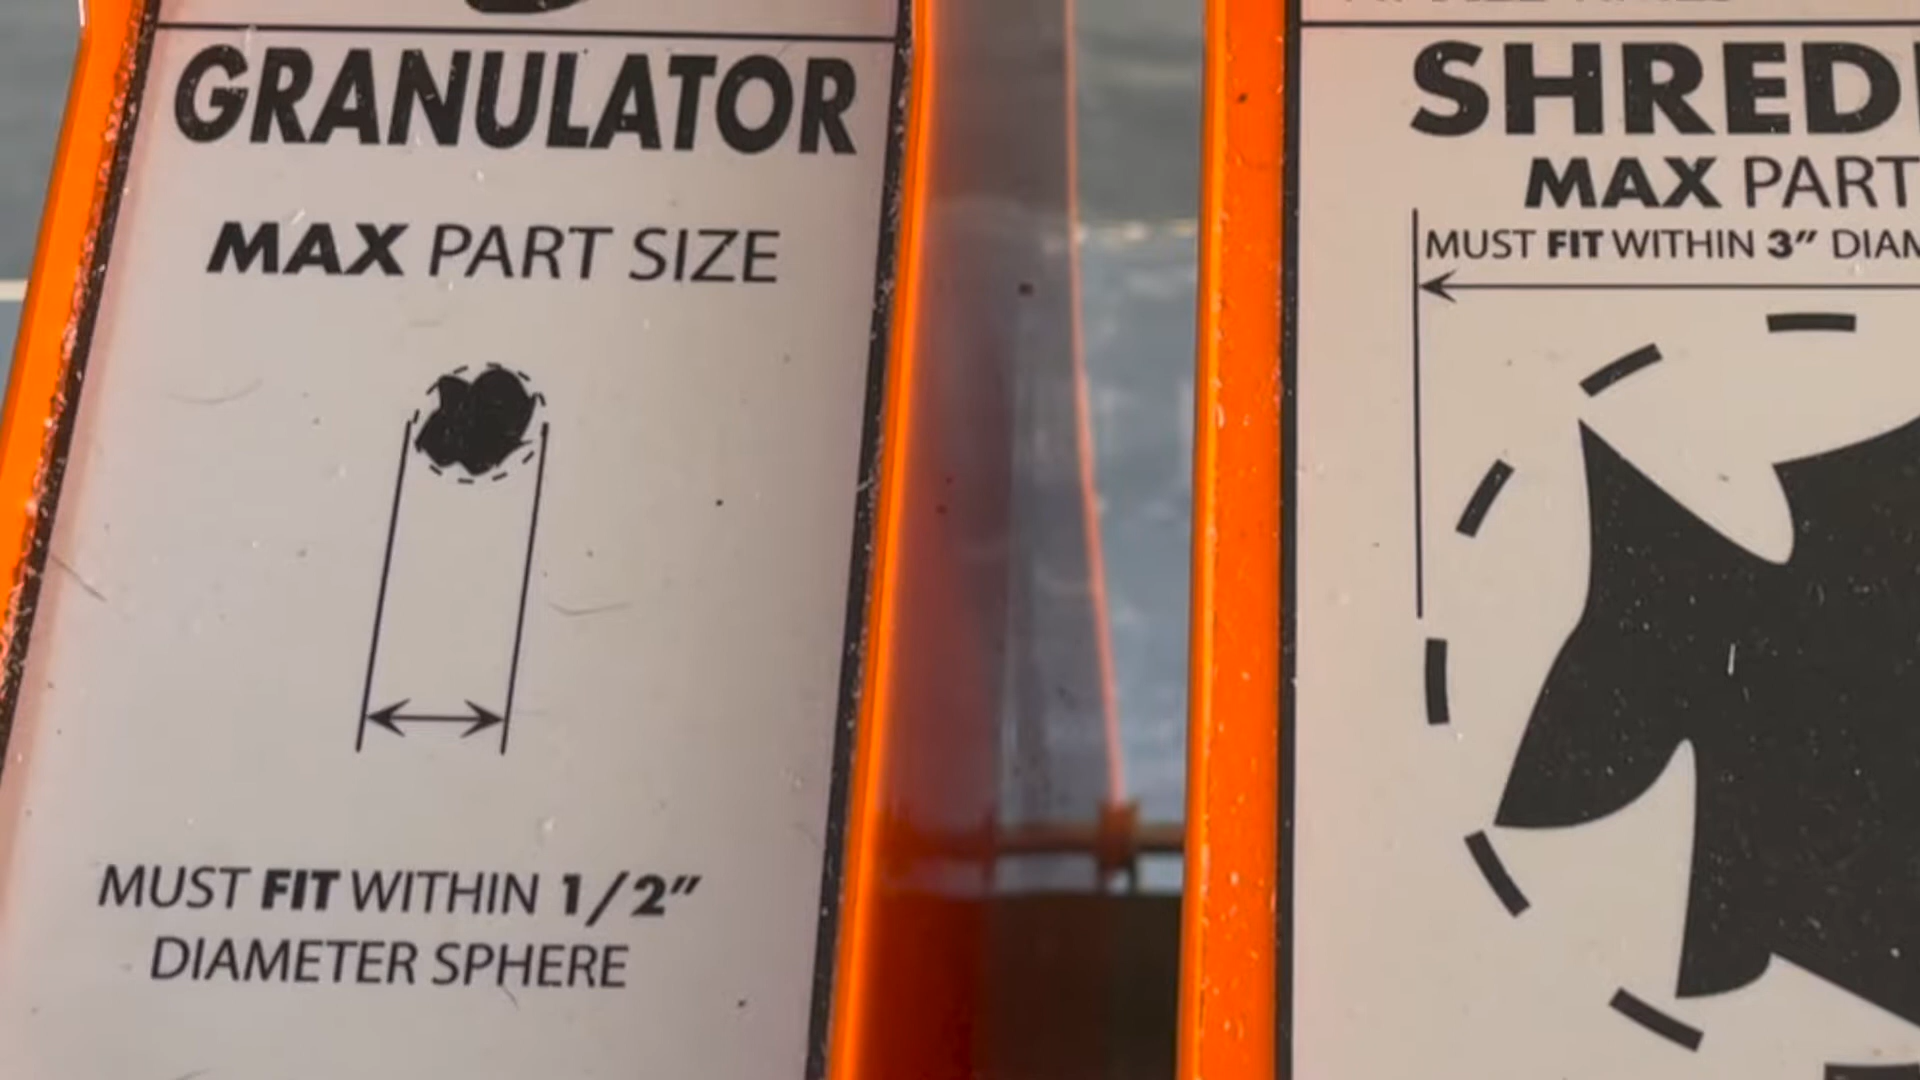 GRANULATOR
MAX PART SIZE
MUST FIT WITHIN 1/2"
DIAMETER SPHERE
SHRED
MAX PART
MUST FIT WITHIN 3" DIAM